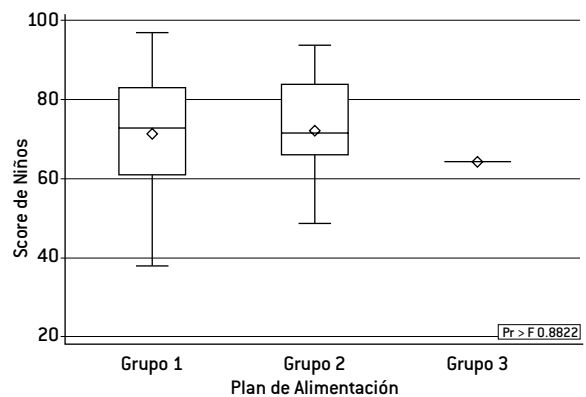 Score de Niños
100
80
60
40
20
Pr > F 0.8822
Grupo 1 Grupo 2 Grupo 3
Plan de Alimentación